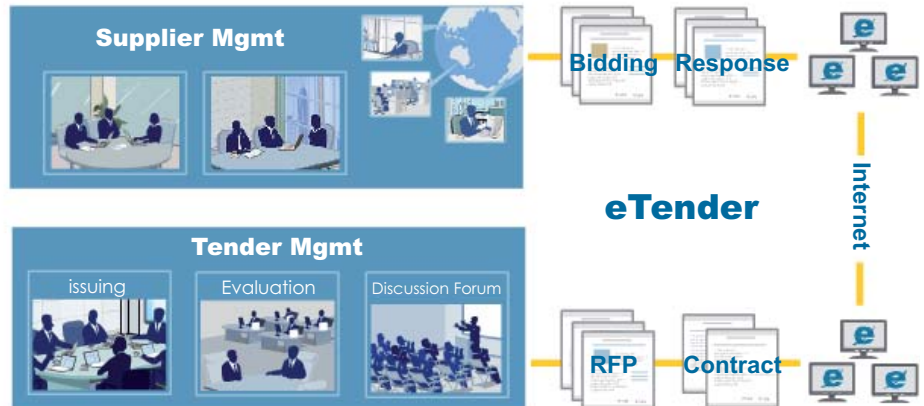 Supplier Mgmt
Bidding
Response
Internet
eTender
Tender Mgmt
issuing
Evaluation
Discussion Forum
RFP
Contract